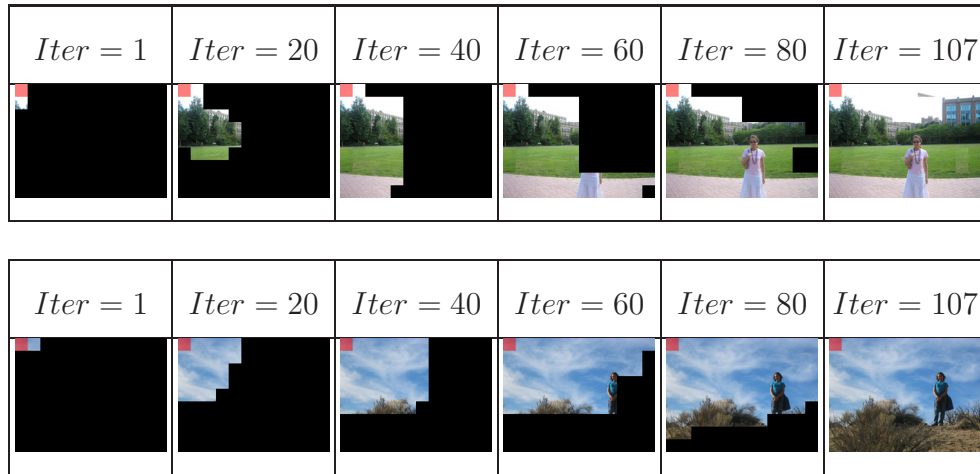 Iter = 1 Iter = 20 Iter = 40 Iter = 60 Iter = 80 Iter = 107
Iter = 1 Iter = 20 Iter = 40 Iter = 60 Iter = 80 Iter = 107